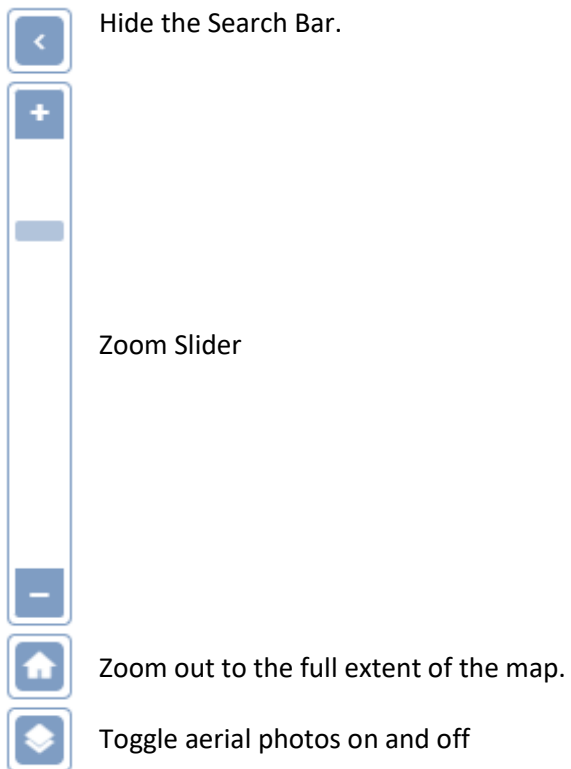 Hide the Search Bar.
Zoom Slider
Zoom out to the full extent of the map.
Toggle aerial photos on and off